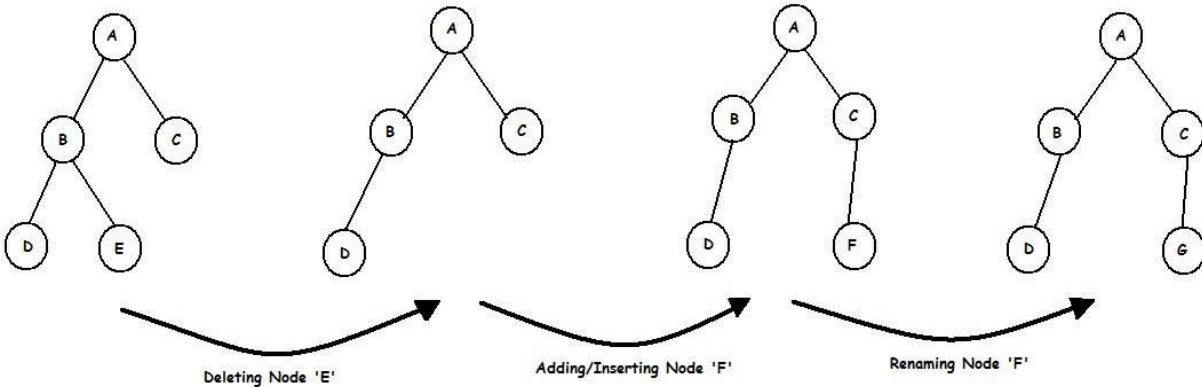 A
B
C
D
E
A
B
C
D
A
B
C
D
F
A
B
C
D
G
Deleting Node 'E'
Adding/Inserting Node 'F'
Renaming Node 'F'